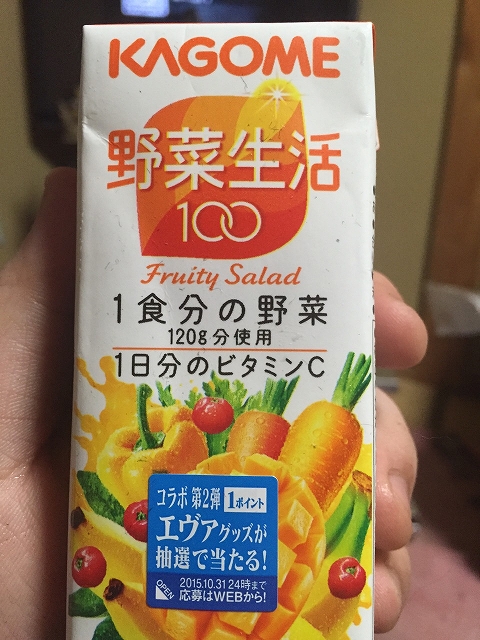 KAGOME
野菜生活
100
Fruity Salad
1食分の野菜
120g分使用
1日分のビタミンC
コラボ 第2弾 1ポイント
エヴァグッズが
抽選で当たる!
OPEN 2015.10.31 24時まで
応募はWEBから!